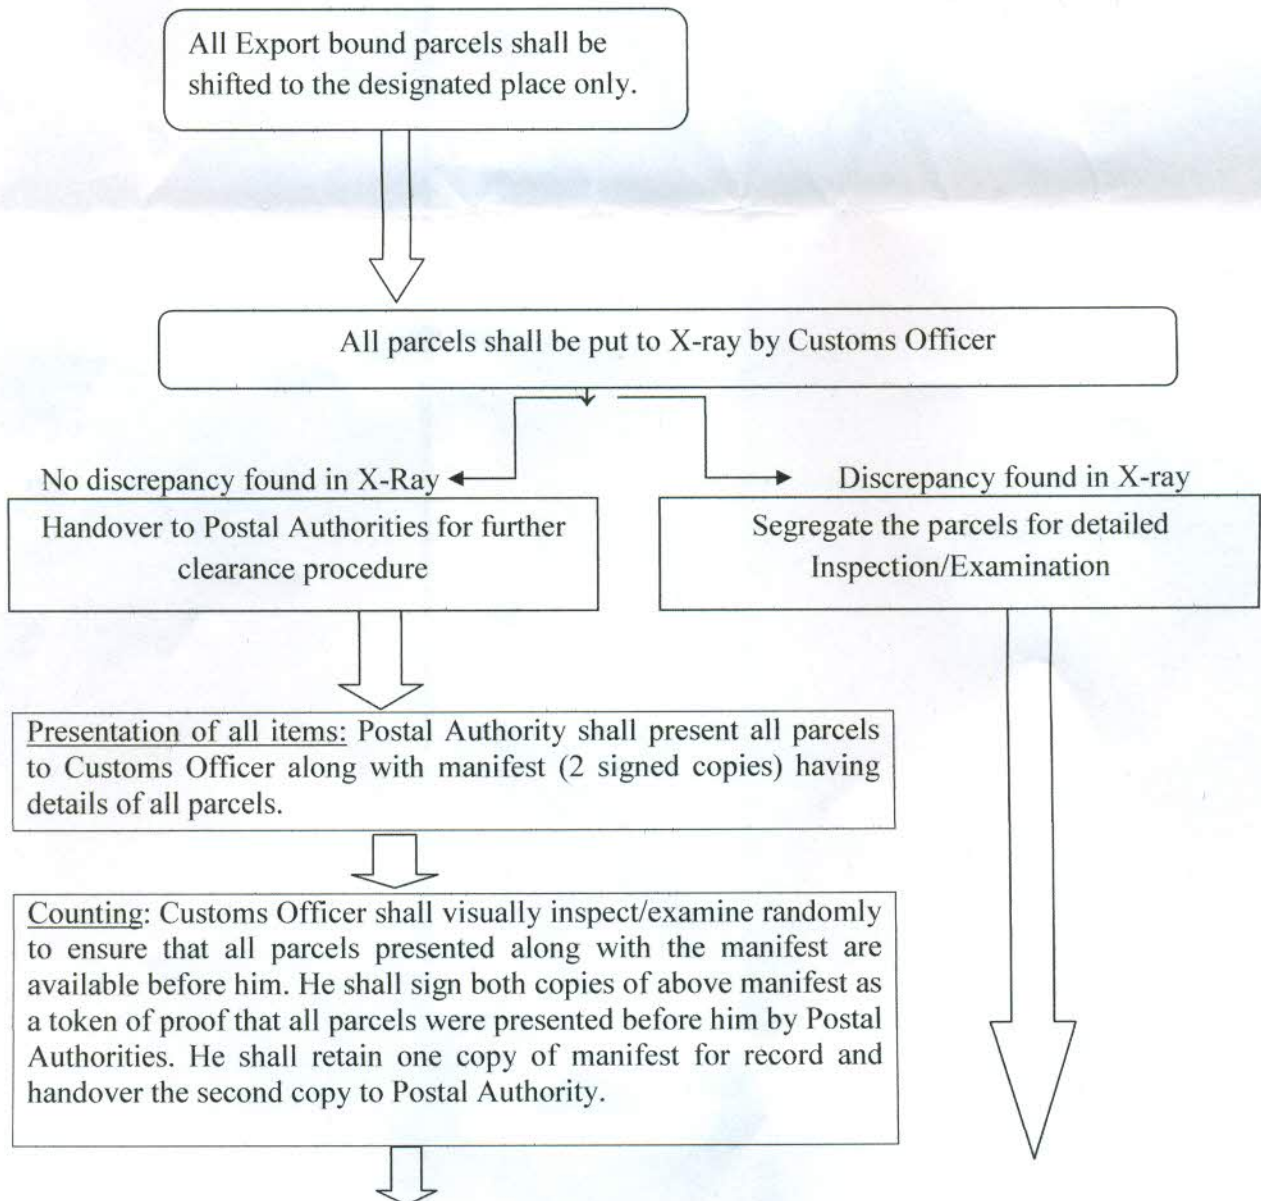 All Export bound parcels shall be
shifted to the designated place only.
All parcels shall be put to X-ray by Customs Officer
No discrepancy found in X-Ray
Handover to Postal Authorities for further
clearance procedure
Discrepancy found in X-ray
Segregate the parcels for detailed
Inspection/Examination
Presentation of all items: Postal Authority shall present all parcels
to Customs Officer along with manifest (2 signed copies) having
details of all parcels.
Counting: Customs Officer shall visually inspect/examine randomly
to ensure that all parcels presented along with the manifest are
available before him. He shall sign both copies of above manifest as
a token of proof that all parcels were presented before him by Postal
Authorities. He shall retain one copy of manifest for record and
handover the second copy to Postal Authority.